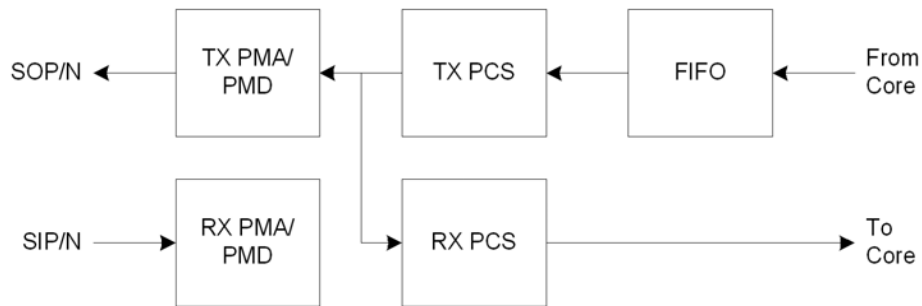 SOP/N
TX PMA/
PMD
TX PCS
FIFO
From
Core
SIP/N
RX PMA/
PMD
RX PCS
To
Core